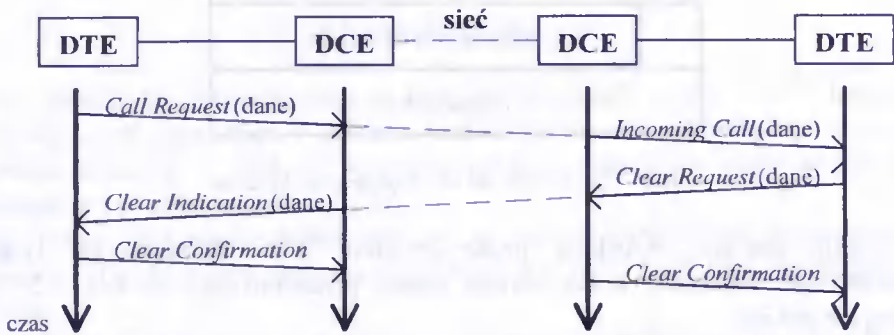 sieć
DTE DCE DCE DTE
Call Request (dane)
Incoming Call (dane)
Clear Request (dane)
Clear Indication (dane)
Clear Confirmation
Clear Confirmation
czas